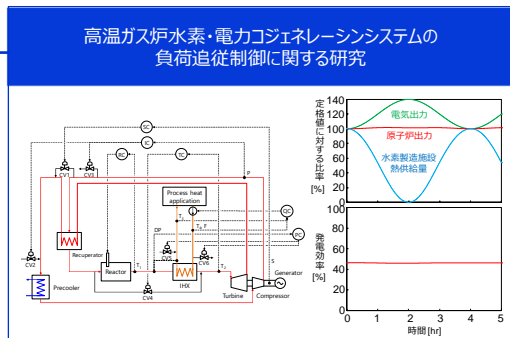 高温ガス炉水素・電力コジェネレーシンシステムの
負荷追従制御に関する研究
SC
IC
RC
TC
CV1
CV3
P
Process heat
application
QC
T₃
T₄, F
DP
PC
CV2
CV5
CV6
Recuperator
Reactor
T₁
T₂
IHX
S
Generator
Precooler
CV4
Turbine
Compressor
定格値に対する比率
[%]
140
120
100
80
60
40
20
0
電気出力
原子炉出力
水素製造施設
熱供給量
発電効率
[%]
100
80
60
40
20
0
0
1
2
3
4
5
時間[hr]